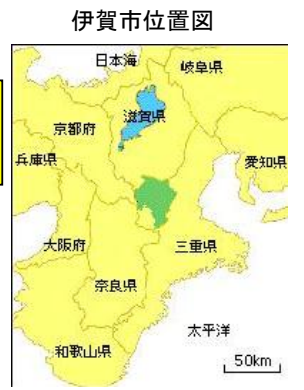 伊賀市位置図
日本海
岐阜県
滋賀県
京都府
兵庫県
愛知県
大阪府
三重県
奈良県
太平洋
和歌山県
50km